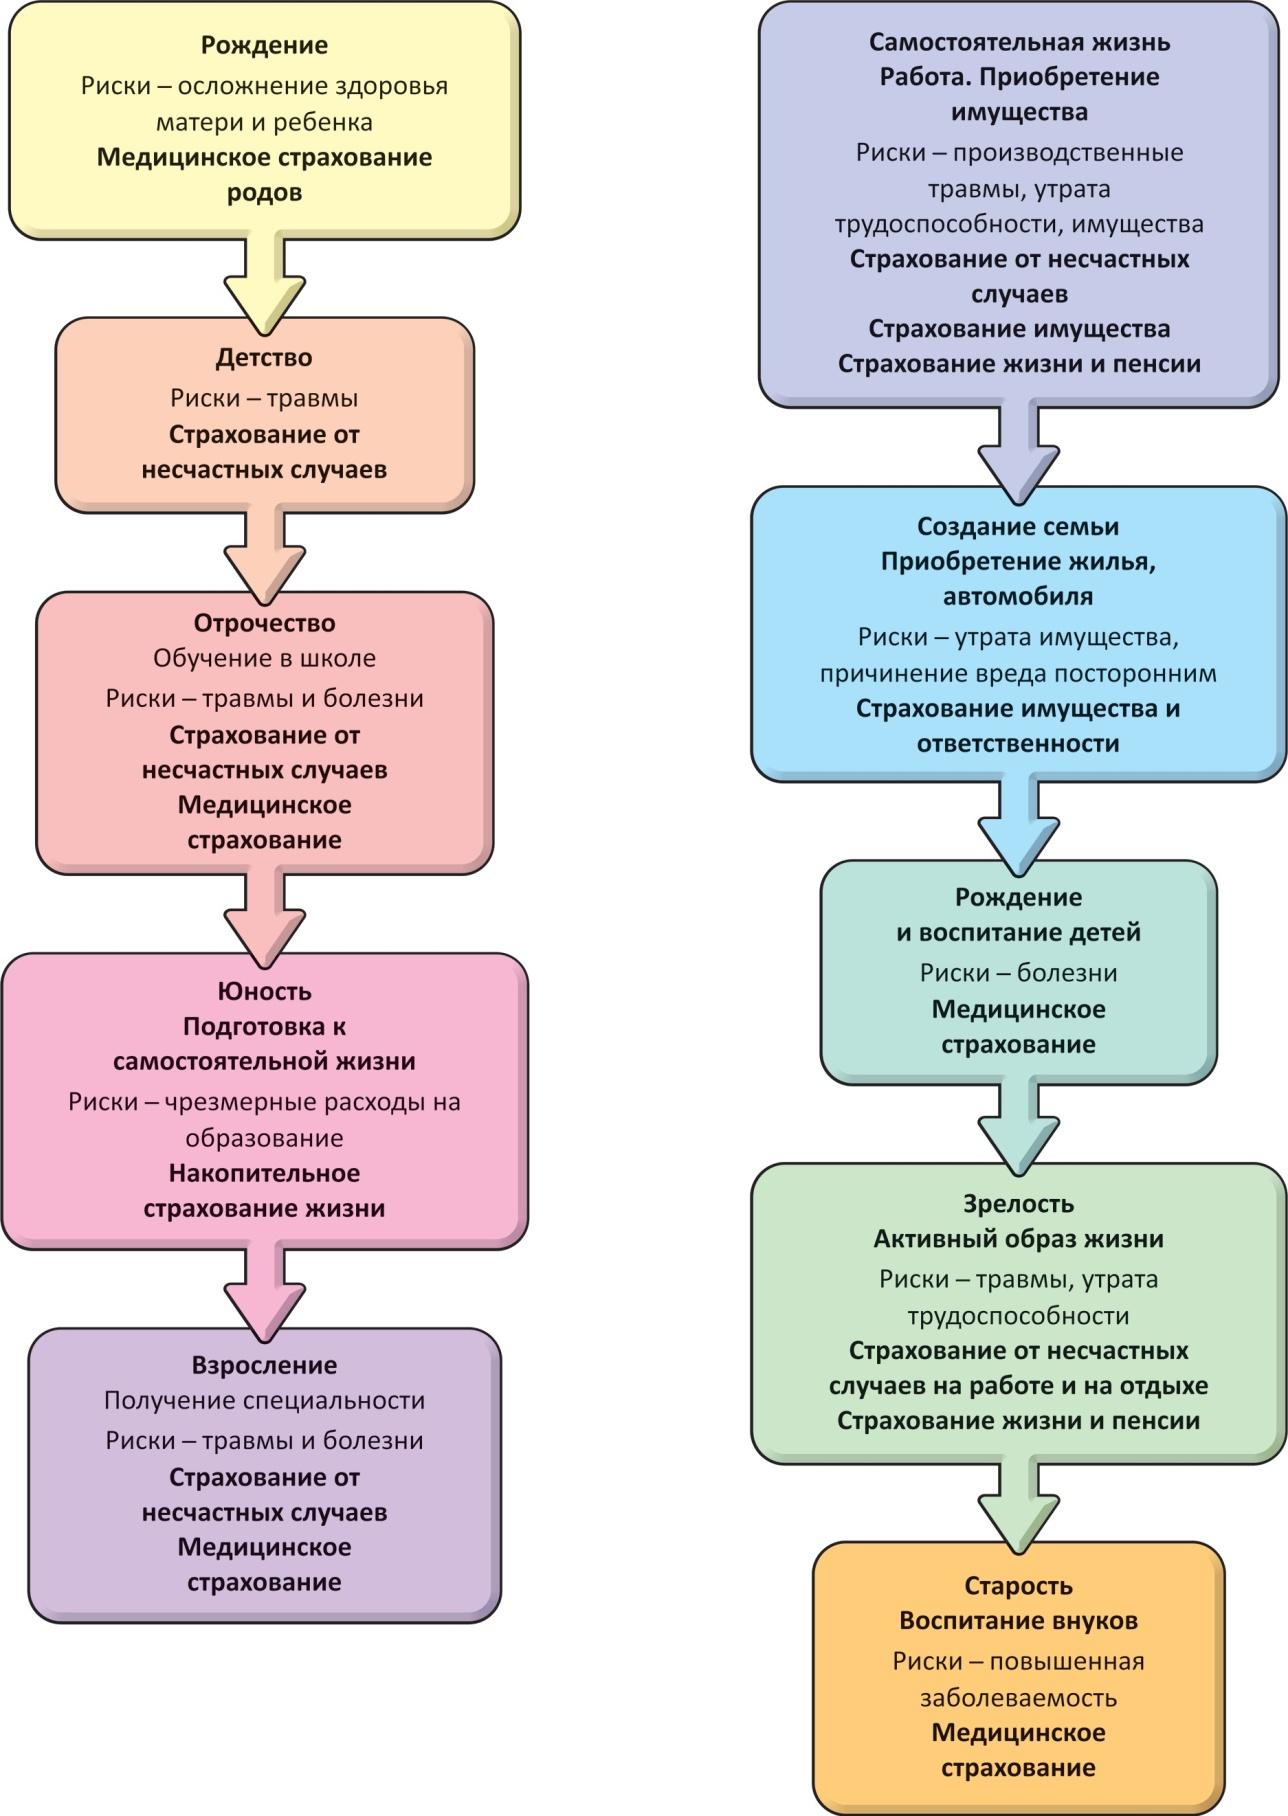 Рождение
Риски – осложнение здоровья
матери и ребенка
Медицинское страхование
родов
Детство
Риски – травмы
Страхование от
несчастных случаев
Отрочество
Обучение в школе
Риски – травмы и болезни
Страхование от
несчастных случаев
Медицинское
страхование
Юность
Подготовка к
самостоятельной жизни
Риски – чрезмерные расходы на
образование
Накопительное
страхование жизни
Взросление
Получение специальности
Риски – травмы и болезни
Страхование от
несчастных случаев
Медицинское
страхование
Самостоятельная жизнь
Работа. Приобретение
имущества
Риски – производственные
травмы, утрата
трудоспособности, имущества
Страхование от несчастных
случаев
Страхование имущества
Страхование жизни и пенсии
Создание семьи
Приобретение жилья,
автомобиля
Риски – утрата имущества,
причинение вреда посторонним
Страхование имущества и
ответственности
Рождение
и воспитание детей
Риски – болезни
Медицинское
страхование
Зрелость
Активный образ жизни
Риски – травмы, утрата
трудоспособности
Страхование от несчастных
случаев на работе и на отдыхе
Страхование жизни и пенсии
Старость
Воспитание внуков
Риски – повышенная
заболеваемость
Медицинское
страхование